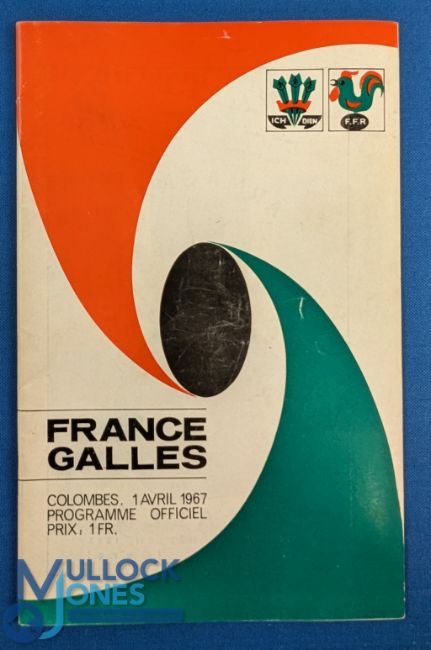 ICH DIEN
F.F.R
FRANCE
GALLES
COLOMBES. 1 AVRIL 1967
PROGRAMME OFFICIEL
PRIX: 1 FR.
MULLOCK
JONES